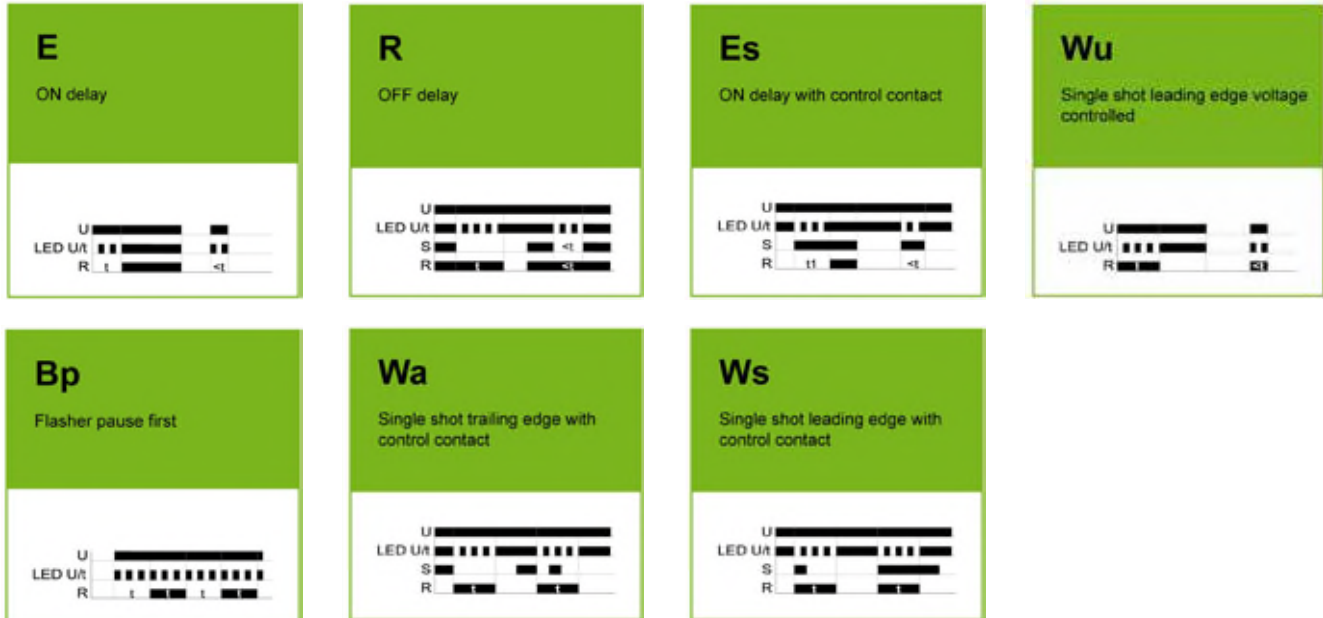 E
ON delay
U
LED U/t
R
t
<t
R
OFF delay
U
LED U/t
S
<t
R
t
<t
Es
ON delay with control contact
U
LED U/t
S
R
t1
<t
Wu
Single shot leading edge voltage
controlled
U
LED U/t
R
t
<t
Bp
Flasher pause first
U
LED U/t
R
t
t
t
t
Wa
Single shot trailing edge with
control contact
U
LED U/t
S
R
t
t
Ws
Single shot leading edge with
control contact
U
LED U/t
S
R
t
t